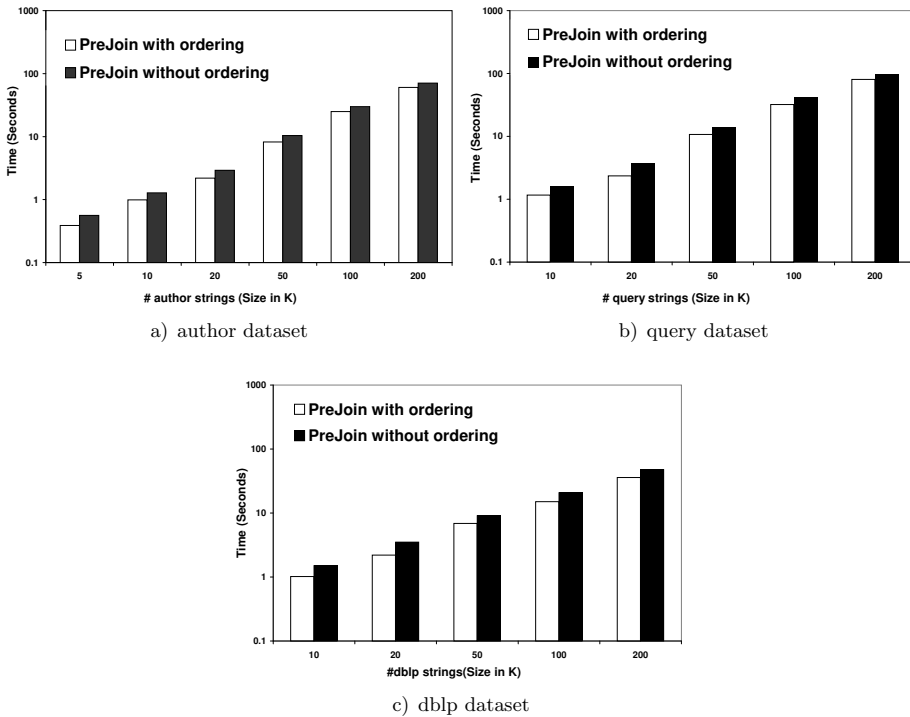 1000
100
10
1
0.1
Time (Seconds)
PreJoin with ordering
PreJoin without ordering
5 10 20 50 100 200
# author strings (Size in K)
a) author dataset
1000
100
10
1
0.1
Time (Seconds)
PreJoin with ordering
PreJoin without ordering
10 20 50 100 200
# query strings (Size in K)
b) query dataset
1000
100
10
1
0.1
Time (Seconds)
PreJoin with ordering
PreJoin without ordering
10 20 50 100 200
#dblp strings(Size in K)
c) dblp dataset